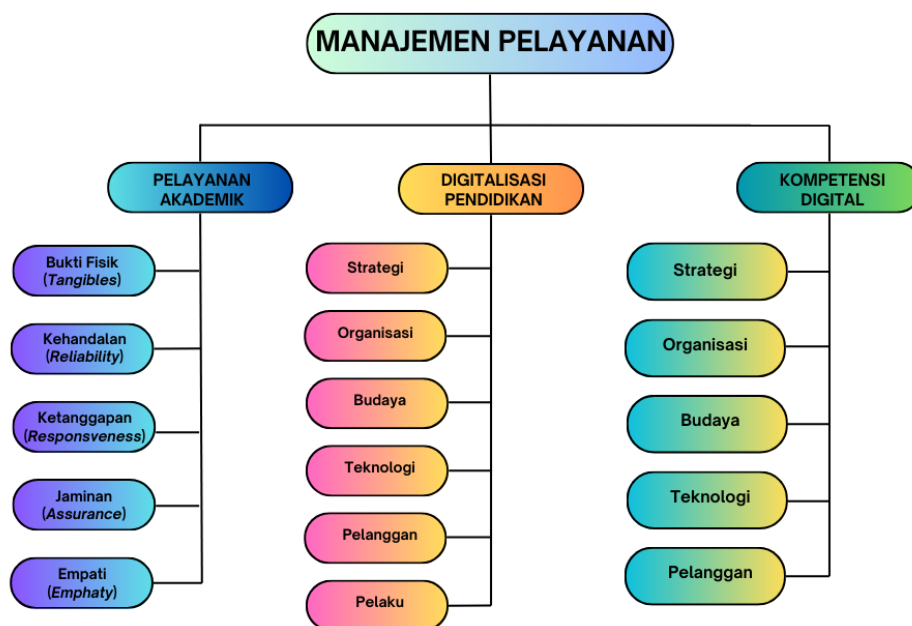 MANAJEMEN PELAYANAN
PELAYANAN
AKADEMIK
Bukti Fisik
(Tangibles)
Kehandalan
(Reliability)
Ketanggapan
(Responsveness)
Jaminan
(Assurance)
Empati
(Emphaty)
DIGITALISASI
PENDIDIKAN
Strategi
Organisasi
Budaya
Teknologi
Pelanggan
Pelaku
KOMPETENSI
DIGITAL
Strategi
Organisasi
Budaya
Teknologi
Pelanggan